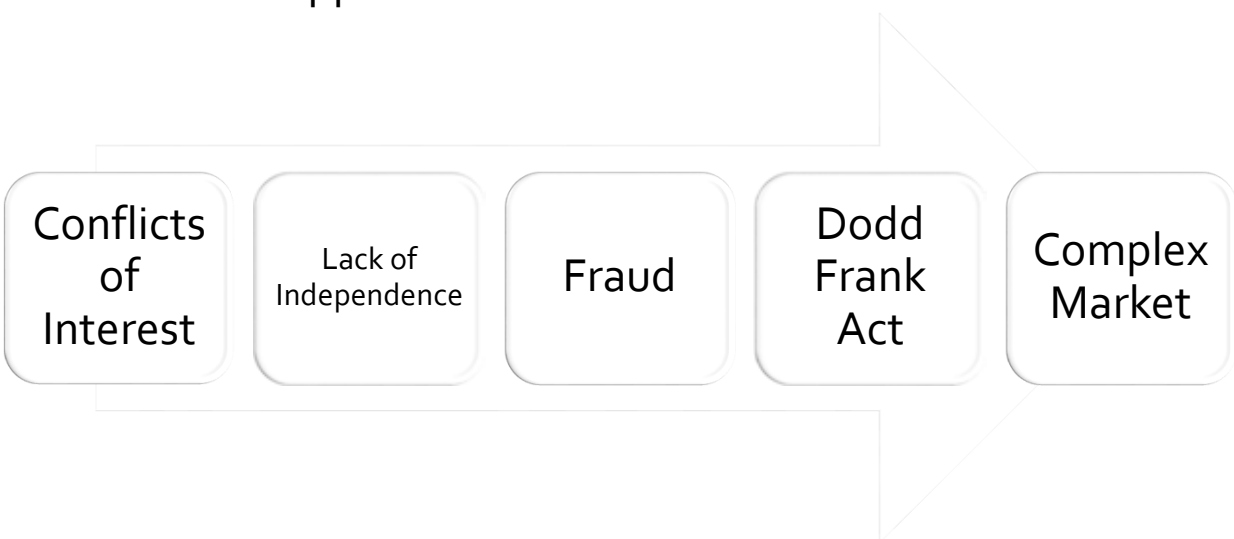 Conflicts
of
Interest
Lack of
Independence
Fraud
Dodd
Frank
Act
Complex
Market